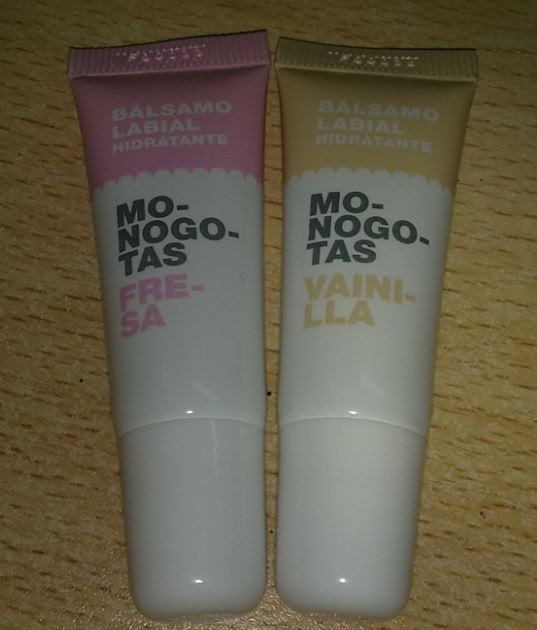 BÁLSAMO
LABIAL
HIDRATANTE
MO-
NOGO-
TAS
FRE-
SA
BÁLSAMO
LABIAL
HIDRATANTE
MO-
NOGO-
TAS
VAINI-
LLA